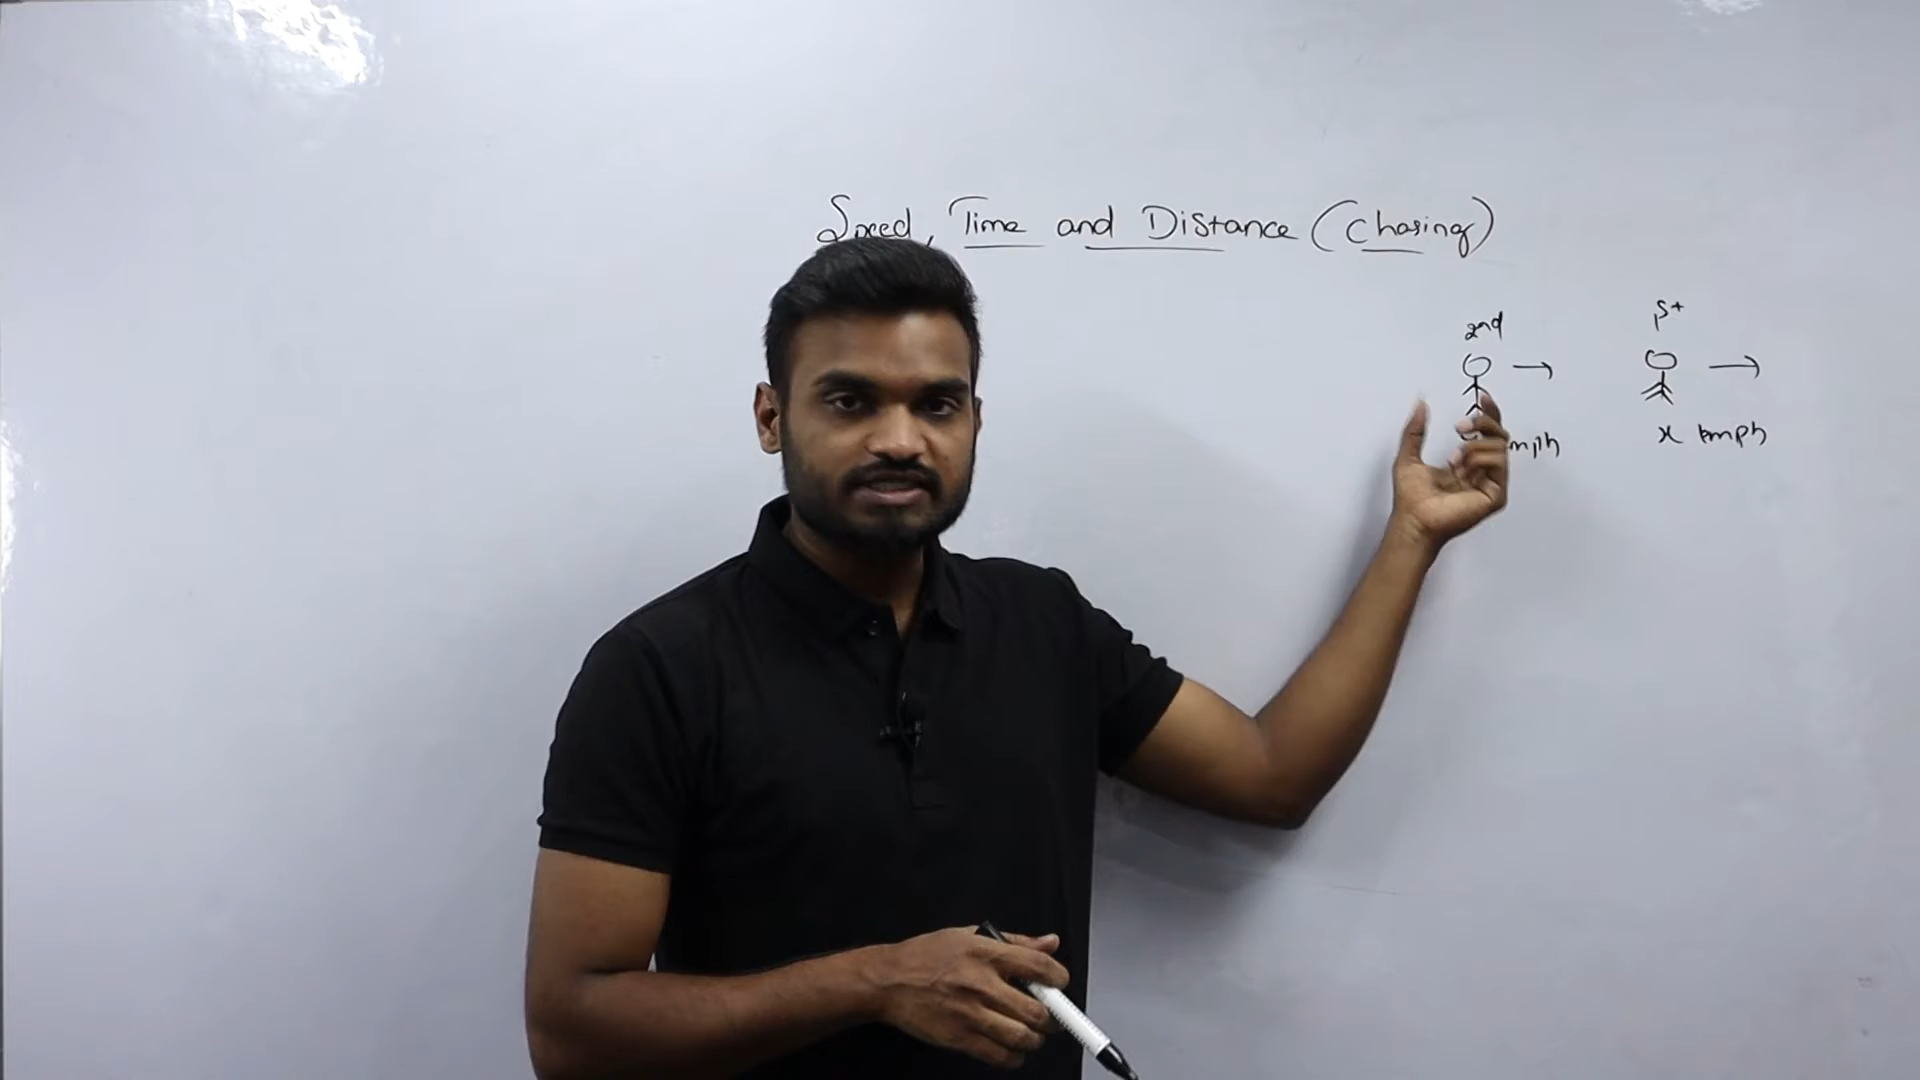 Speed, Time and Distance (Chasing)
2nd 1st
x kmph